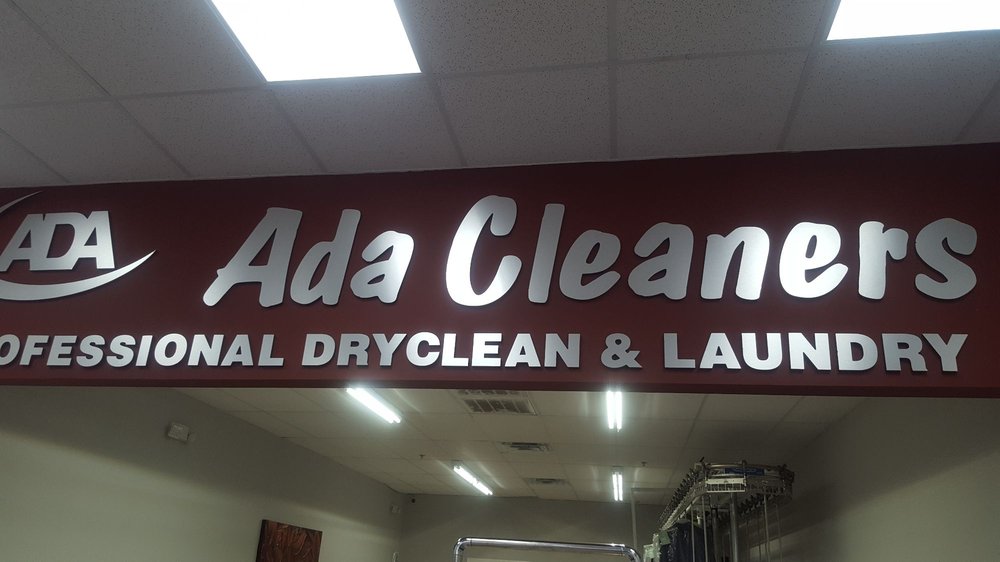 ADA
Ada Cleaners
OFESSIONAL DRYCLEAN & LAUNDRY